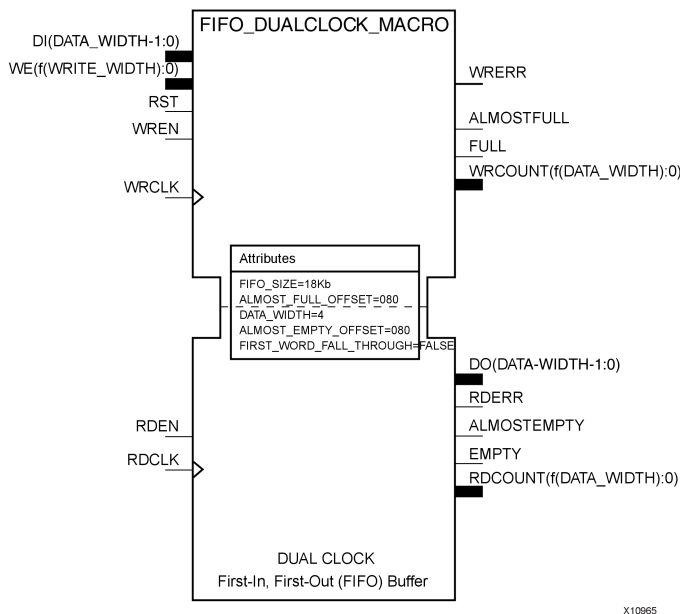 FIFO_DUALCLOCK_MACRO
DI(DATA_WIDTH-1:0)
WE(f(WRITE_WIDTH):0)
RST
WREN
WRCLK
WRERR
ALMOSTFULL
FULL
WRCOUNT(f(DATA_WIDTH):0)
Attributes
FIFO_SIZE=18Kb
ALMOST_FULL_OFFSET=080
DATA_WIDTH=4
ALMOST_EMPTY_OFFSET=080
FIRST_WORD_FALL_THROUGH=FALSE
RDEN
RDCLK
DO(DATA-WIDTH-1:0)
RDERR
ALMOSTEMPTY
EMPTY
RDCOUNT(f(DATA_WIDTH):0)
DUAL CLOCK
First-In, First-Out (FIFO) Buffer
X10965